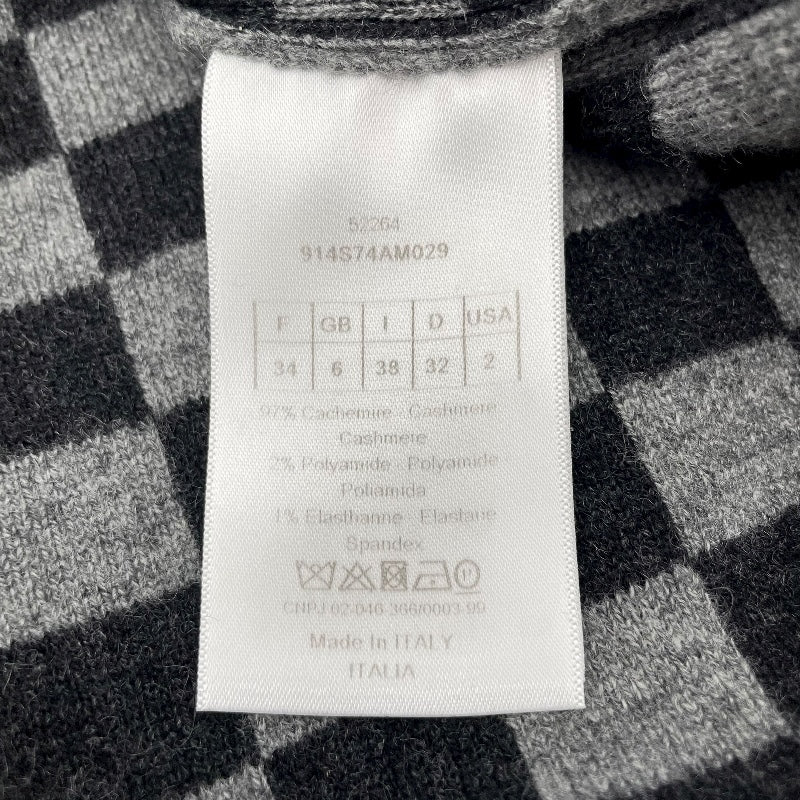 52264
914S74AM029
F GB I D USA
34 6 38 32 2
97% Cachemire - Cashmere
Cashmere
2% Polyamide - Polyamide
Poliamida
1% Elasthanne - Elastane
Spandex
CNPJ 02.046.366/0003-99
Made In ITALY
ITALIA